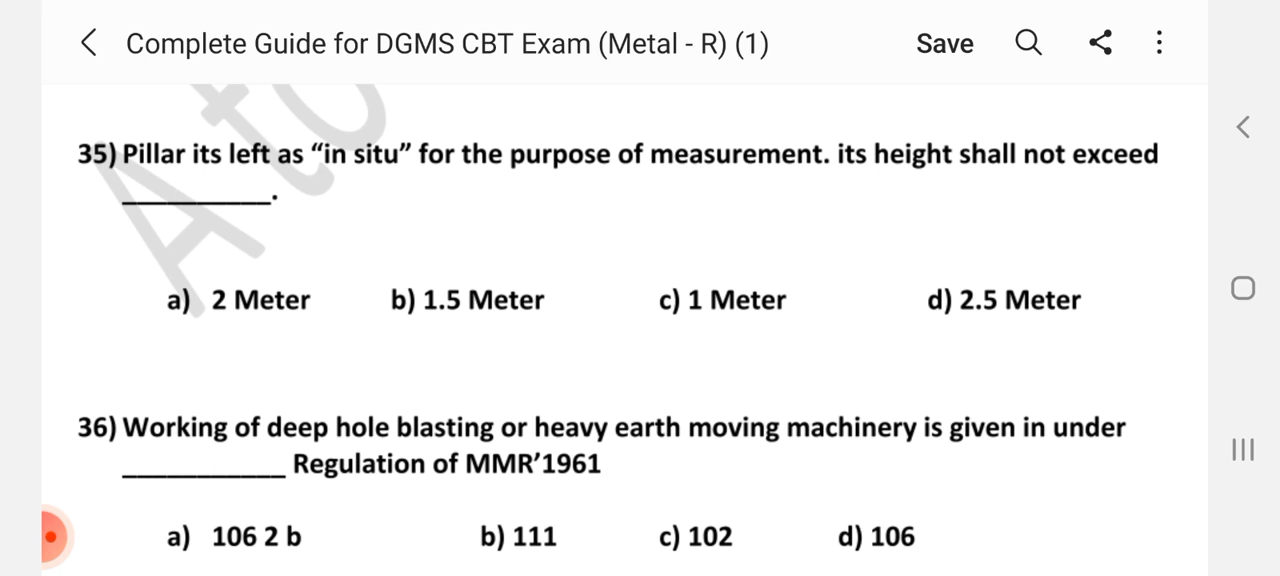 Complete Guide for DGMS CBT Exam (Metal - R) (1) Save
Ato
35) Pillar its left as “in situ” for the purpose of measurement. its height shall not exceed
___________.
a) 2 Meter b) 1.5 Meter c) 1 Meter d) 2.5 Meter
36) Working of deep hole blasting or heavy earth moving machinery is given in under
____________ Regulation of MMR’1961
a) 106 2 b b) 111 c) 102 d) 106